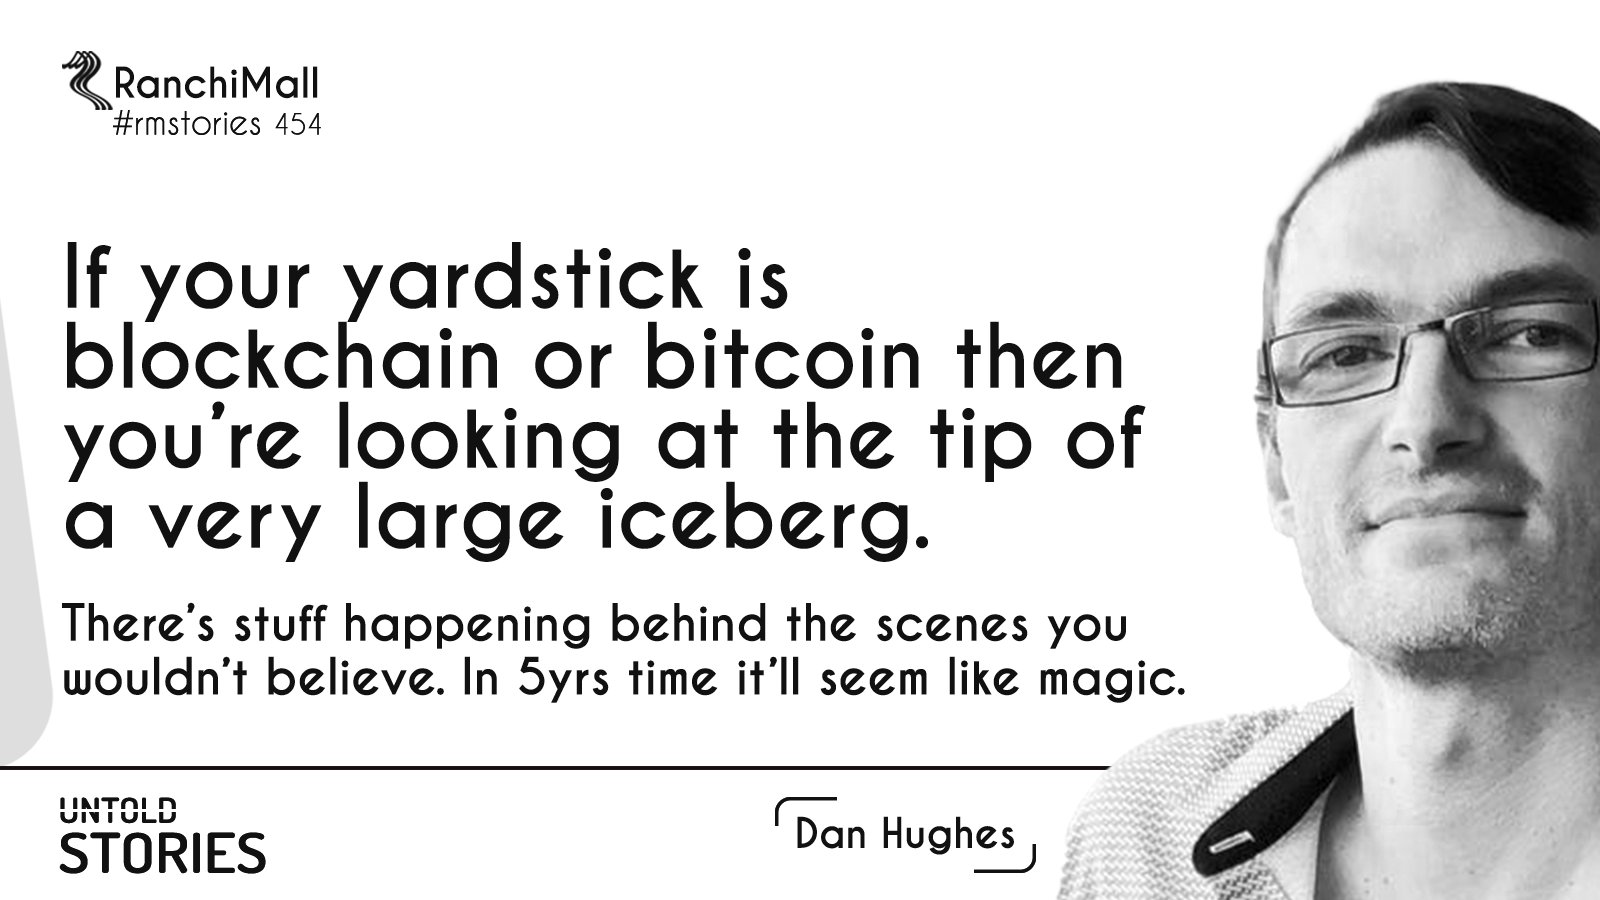 RanchiMall
#rmstories 454
If your yardstick is
blockchain or bitcoin then
you're looking at the tip of
a very large iceberg.
There's stuff happening behind the scenes you
wouldn't believe. In 5yrs time it'll seem like magic.
UNTOLD
STORIES
Dan Hughes